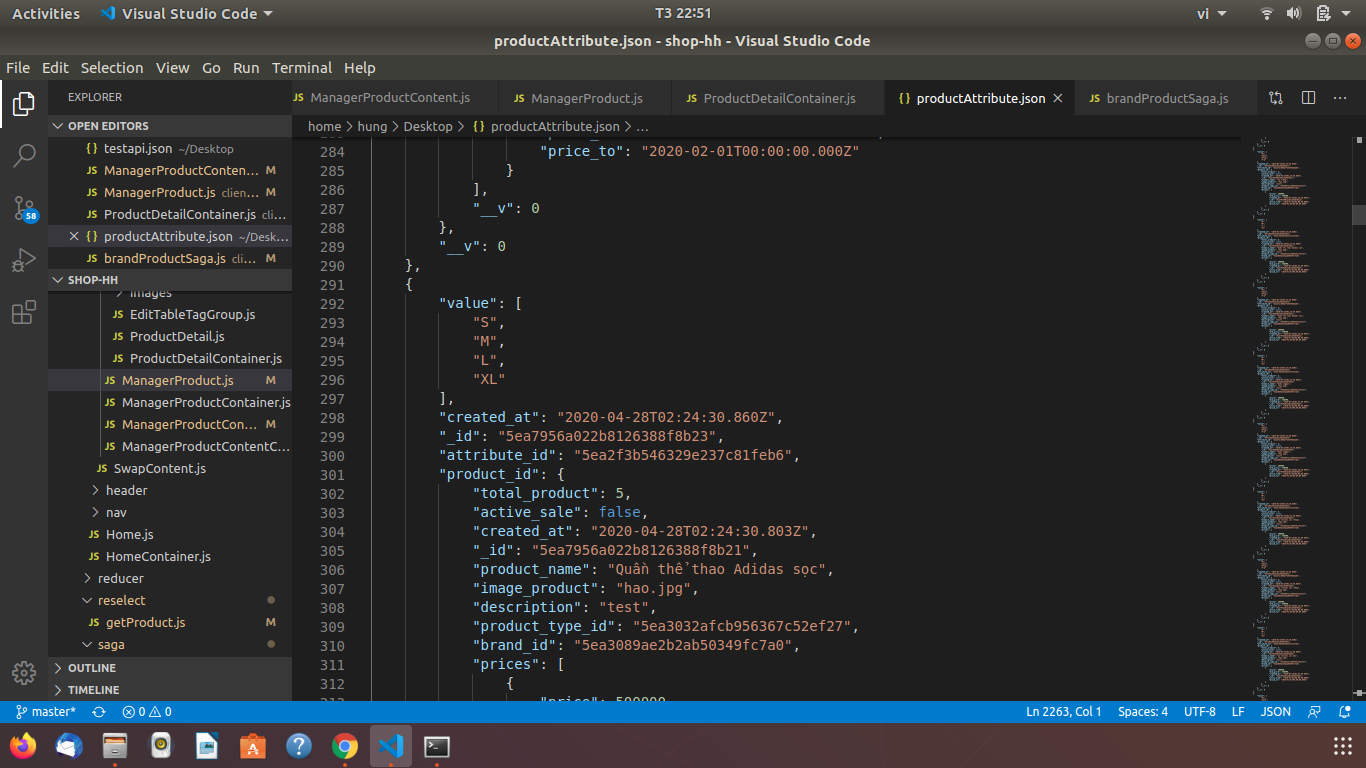 Activities
Visual Studio Code
T3 22:51
vi
productAttribute.json - shop-hh - Visual Studio Code
File Edit Selection View Go Run Terminal Help
EXPLORER
JS ManagerProductContent.js
JS ManagerProduct.js
JS ProductDetailContainer.js
{ } productAttribute.json
JS brandProductSaga.js
home > hung > Desktop > { } productAttribute.json > ...
OPEN EDITORS
{ } testapi.json ~/Desktop
JS ManagerProductConten... M
JS ManagerProduct.js clien... M
JS ProductDetailContainer.js cli...
{ } productAttribute.json ~/Desk...
JS brandProductSaga.js cli... M
SHOP-HH
images
JS EditTableTagGroup.js
JS ProductDetail.js
JS ProductDetailContainer.js
JS ManagerProduct.js M
JS ManagerProductContainer.js
JS ManagerProductCon... M
JS ManagerProductContentC...
JS SwapContent.js
header
nav
JS Home.js
JS HomeContainer.js
reducer
reselect
JS getProduct.js M
saga
OUTLINE
TIMELINE
58
284 "price_to": "2020-02-01T00:00:00.000Z"
285 }
286 ],
287 "__v": 0
288 },
289 "__v": 0
290 },
291 {
292 "value": [
293 "S",
294 "M",
295 "L",
296 "XL"
297 ],
298 "created_at": "2020-04-28T02:24:30.860Z",
299 "_id": "5ea7956a022b8126388f8b23",
300 "attribute_id": "5ea2f3b546329e237c81feb6",
301 "product_id": {
302 "total_product": 5,
303 "active_sale": false,
304 "created_at": "2020-04-28T02:24:30.803Z",
305 "_id": "5ea7956a022b8126388f8b21",
306 "product_name": "Quần thể thao Adidas sọc",
307 "image_product": "hao.jpg",
308 "description": "test",
309 "product_type_id": "5ea3032afcb956367c52ef27",
310 "brand_id": "5ea3089ae2b2ab50349fc7a0",
311 "prices": [
312 {
master* 0 0
Ln 2263, Col 1 Spaces: 4 UTF-8 LF JSON